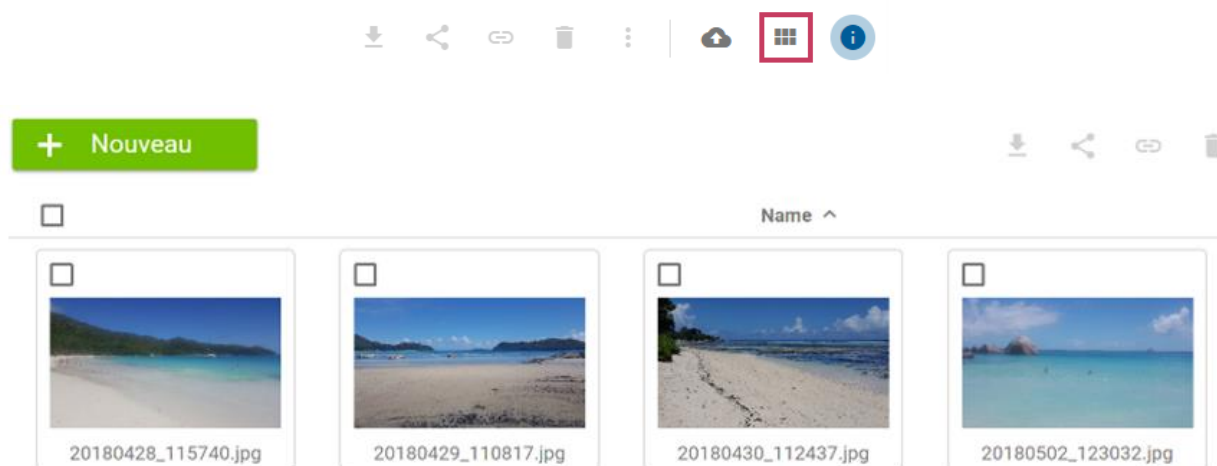 + Nouveau
Name
20180428_115740.jpg
20180429_110817.jpg
20180430_112437.jpg
20180502_123032.jpg